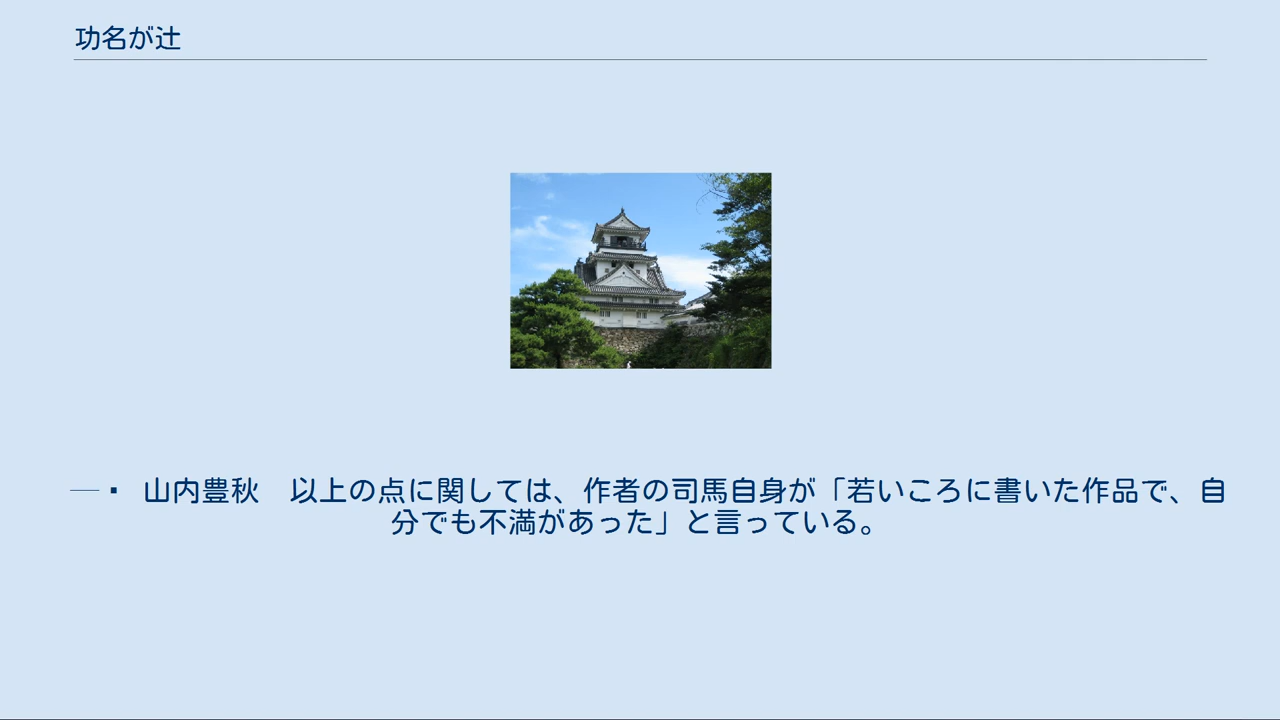 功名が辻
▪ 山内豊秋　以上の点に関しては、作者の司馬自身が「若いころに書いた作品で、自
分でも不満があった」と言っている。